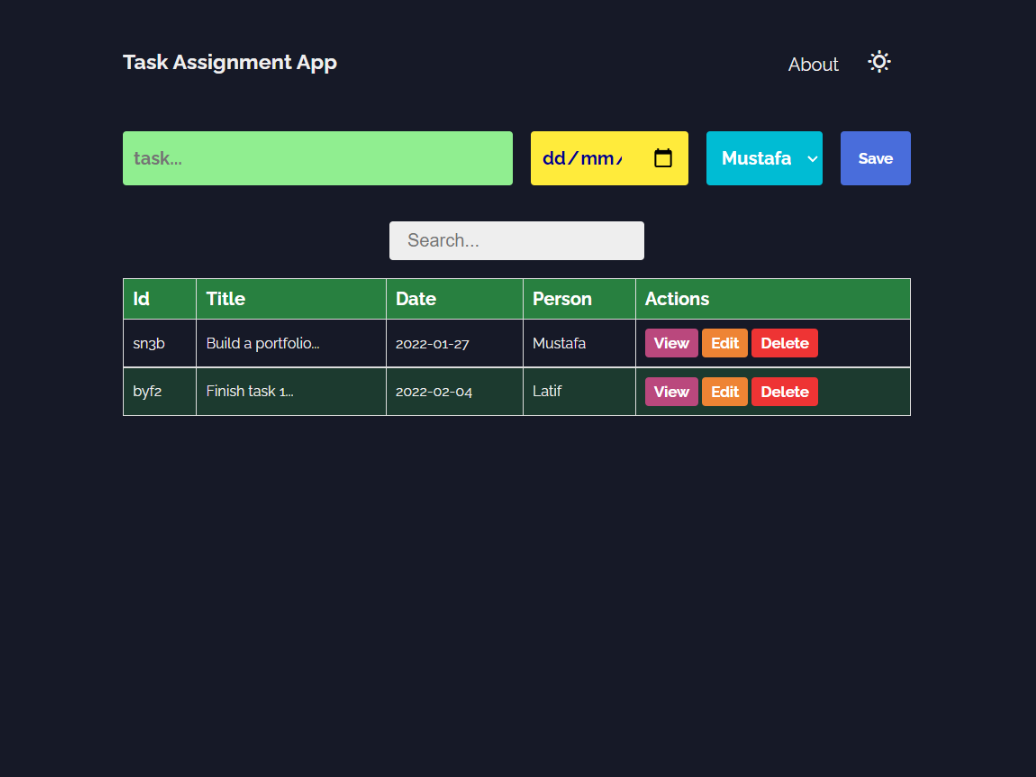 Task Assignment App About
task... dd/mm/ Mustafa Save
Search...
Id Title Date Person Actions
sn3b Build a portfolio... 2022-01-27 Mustafa View Edit Delete
byf2 Finish task 1... 2022-02-04 Latif View Edit Delete